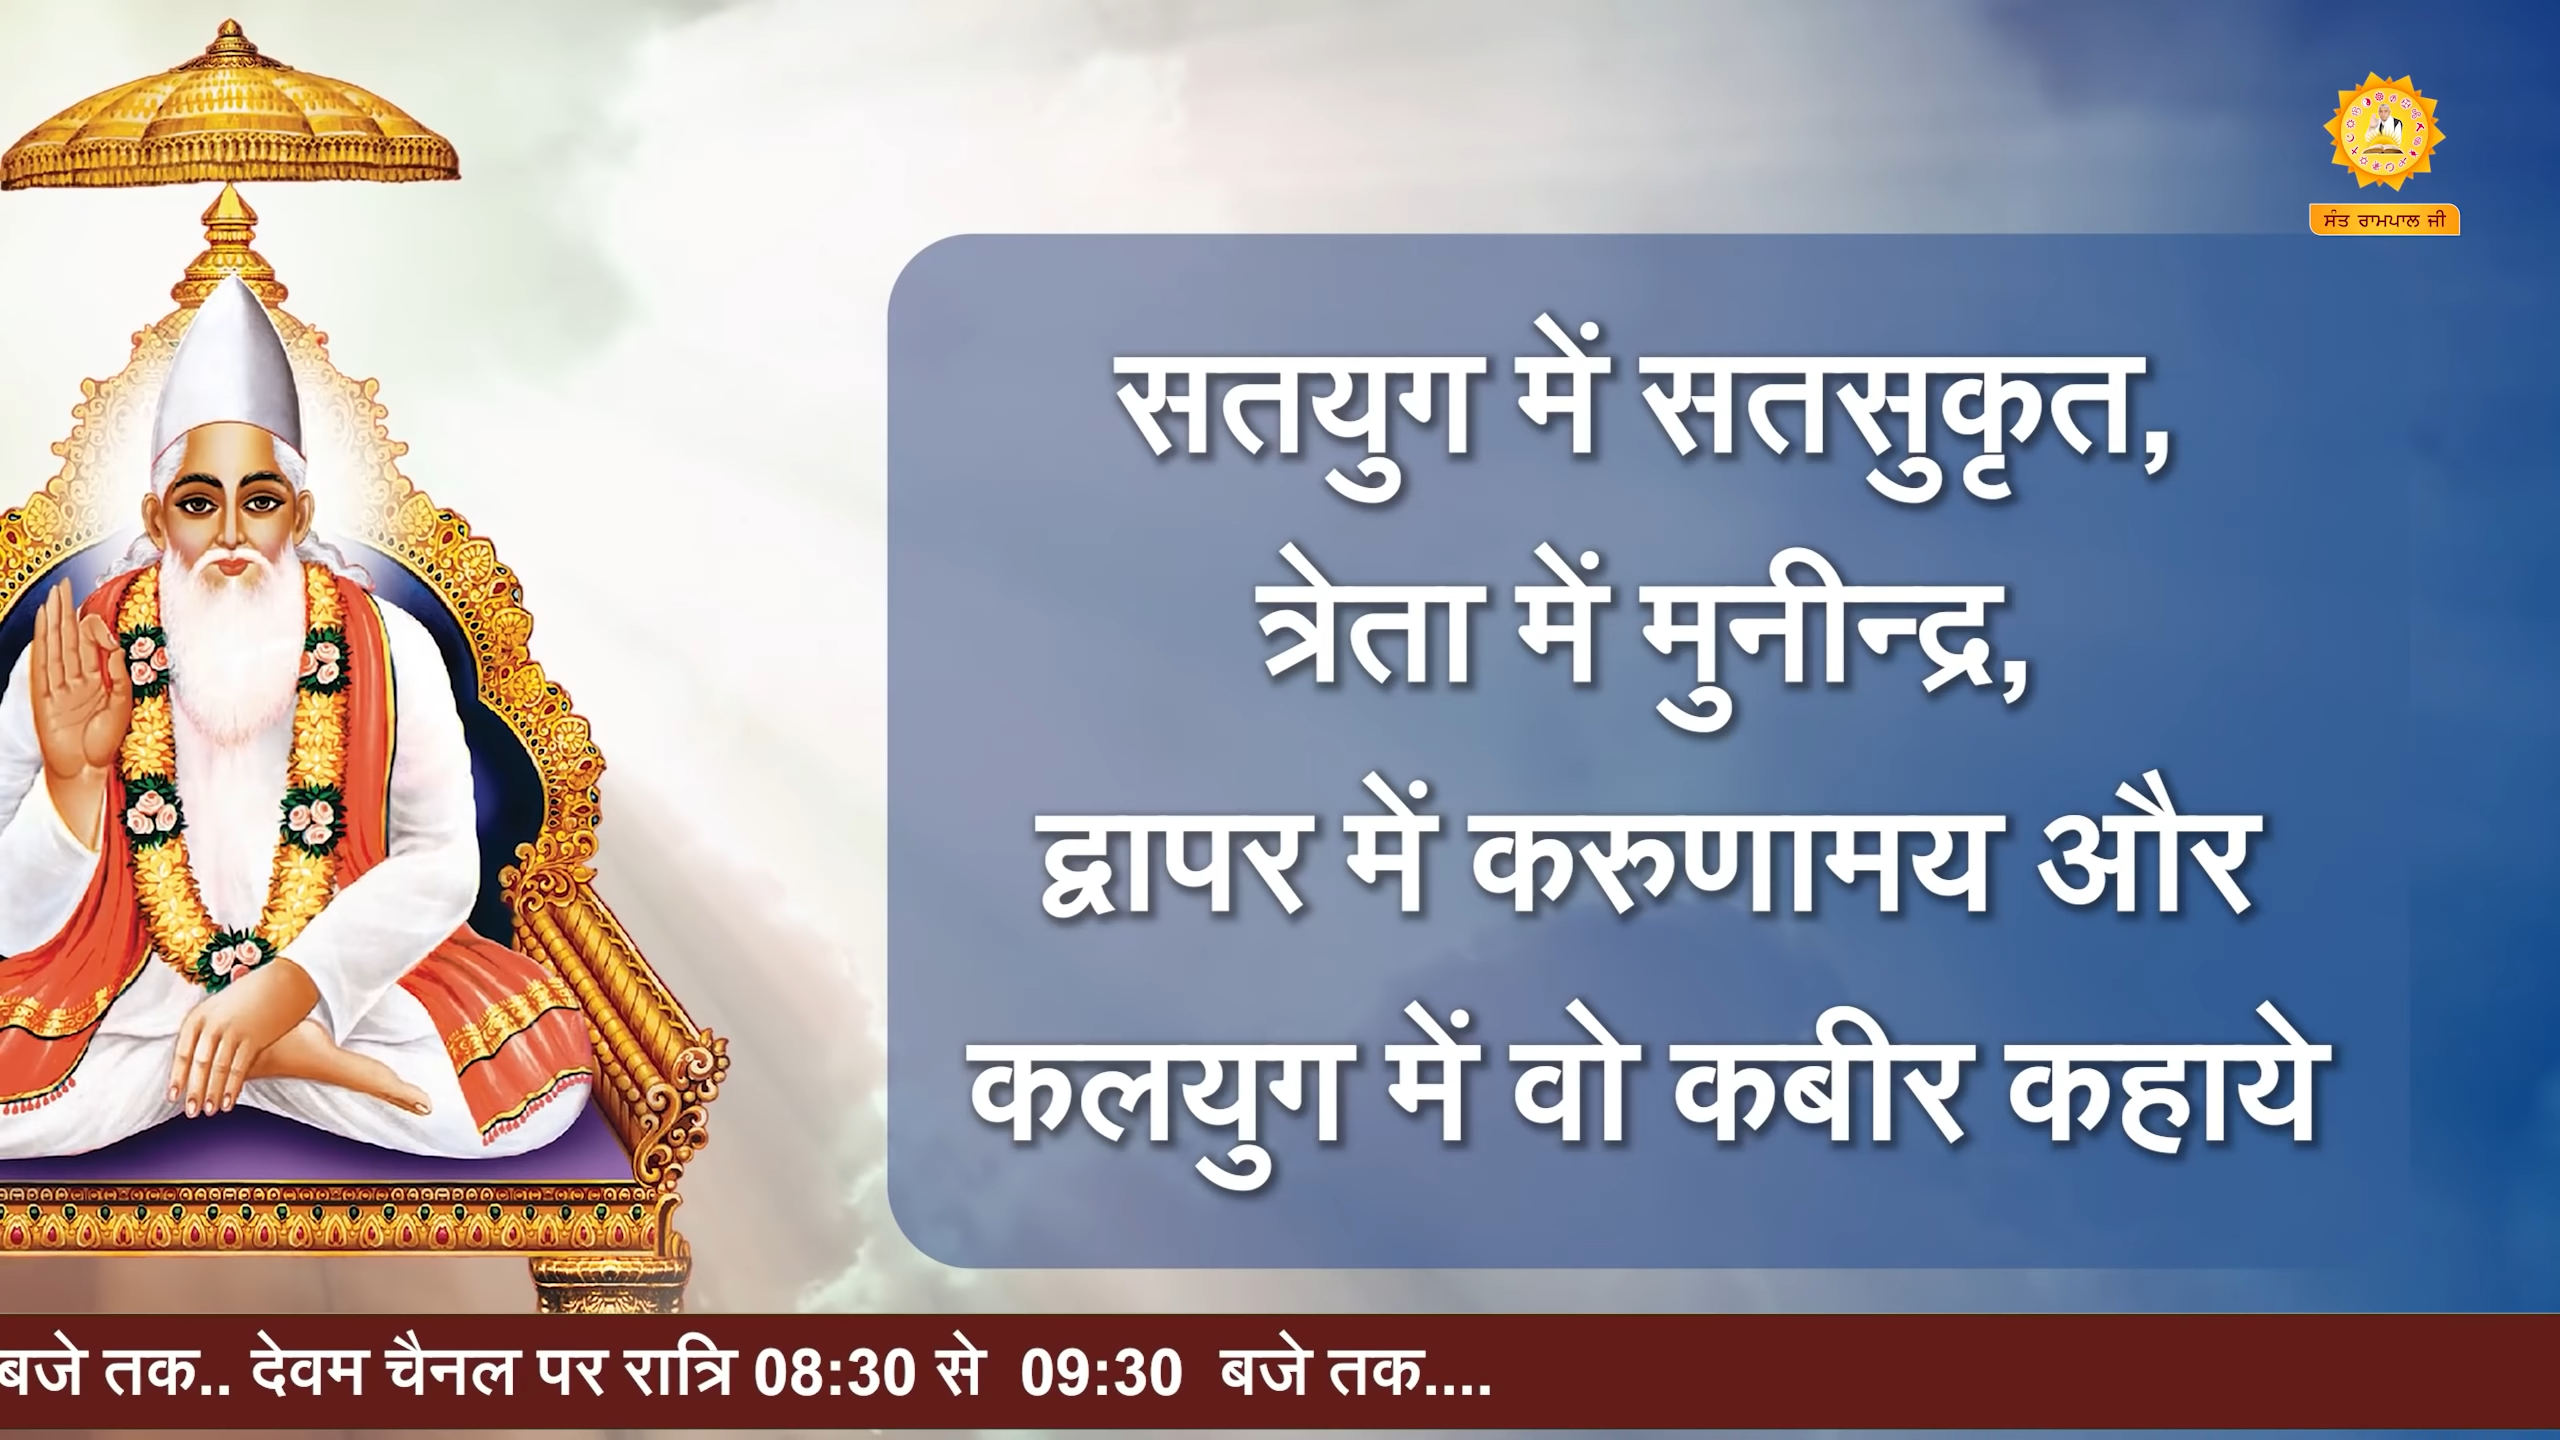 ਸੰਤ ਰਾਮਪਾਲ ਜੀ
सतयुग में सतसुकृत,
त्रेता में मुनीन्द्र,
द्वापर में करुणामय और
कलयुग में वो कबीर कहाये
बजे तक.. देवम चैनल पर रात्रि 08:30 से 09:30 बजे तक....